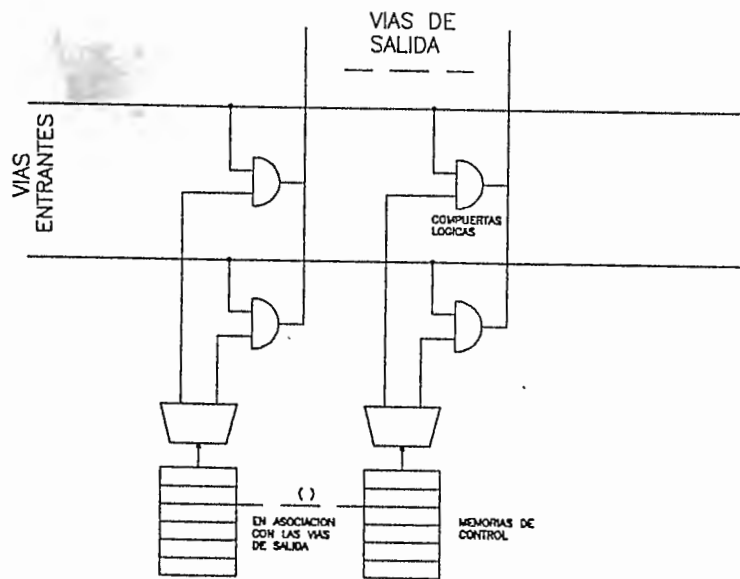 VIAS DE
SALIDA
VIAS
ENTRANTES
COMPUERTAS
LOGICAS
( )
EN ASOCIACION
CON LAS VIAS
DE SALIDA
MEMORIAS DE
CONTROL